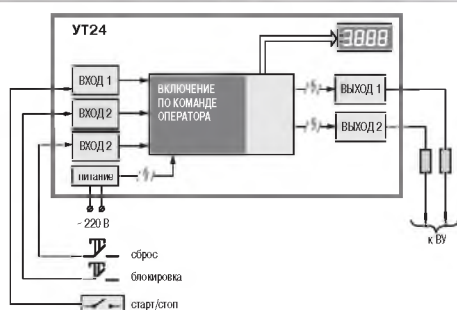 УТ24
3888
ВХОД 1
ВХОД 2
ВХОД 2
ВКЛЮЧЕНИЕ
ПО КОМАНДЕ
ОПЕРАТОРА
ВЫХОД 1
ВЫХОД 2
питание
~ 220 В
к ВУ
сброс
блокировка
старт/стоп